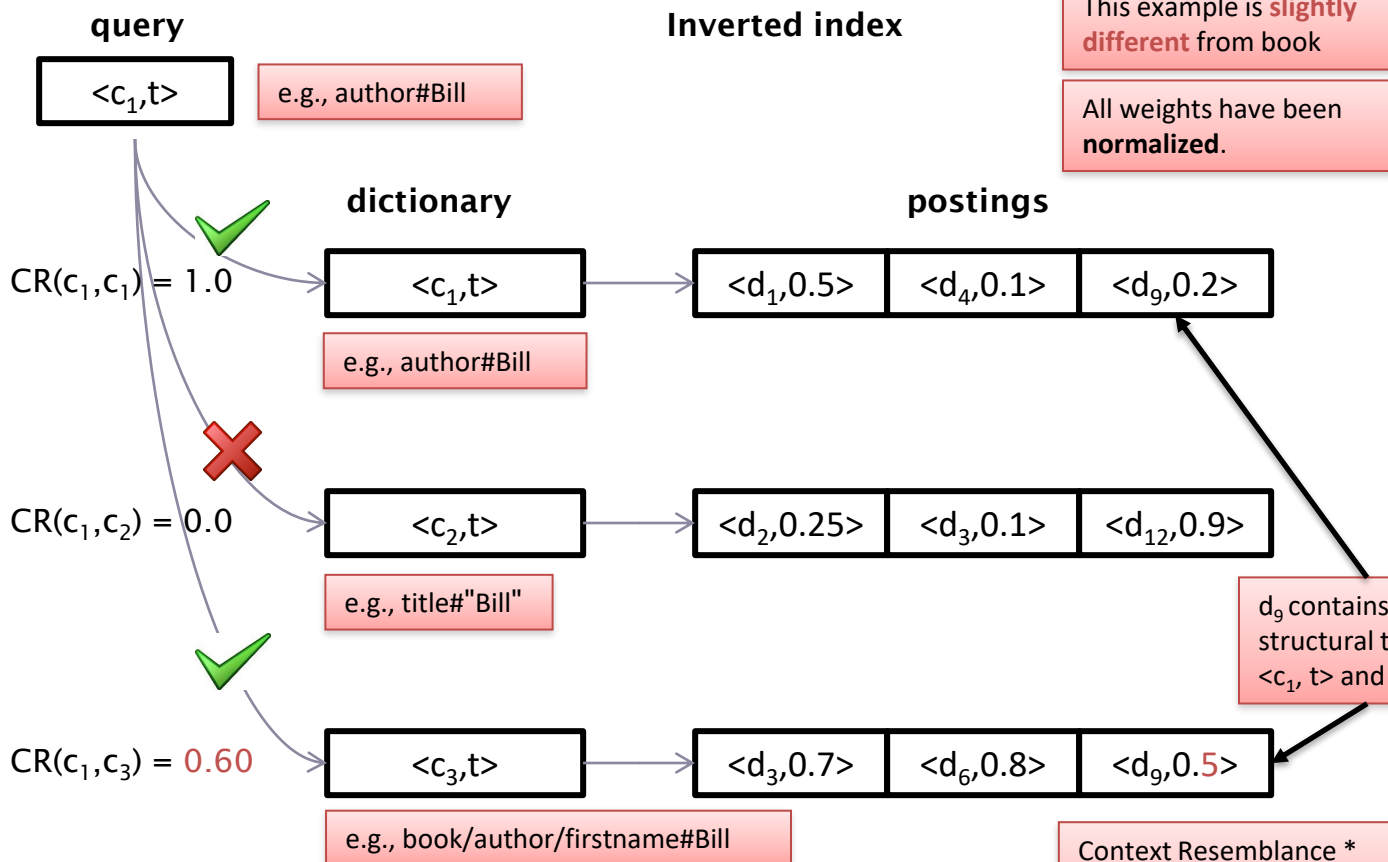 query
Inverted index
This example is slightly
different from book
<c₁,t>
e.g., author#Bill
All weights have been
normalized.
dictionary
postings
CR(c₁,c₁) = 1.0
<c₁,t>
<d₁,0.5>
<d₄,0.1>
<d₉,0.2>
e.g., author#Bill
CR(c₁,c₂) = 0.0
<c₂,t>
<d₂,0.25>
<d₃,0.1>
<d₁₂,0.9>
e.g., title#"Bill"
d₉ contains
structural t
<c₁, t> and
CR(c₁,c₃) = 0.60
<c₃,t>
<d₃,0.7>
<d₆,0.8>
<d₉,0.5>
e.g., book/author/firstname#Bill
Context Resemblance *